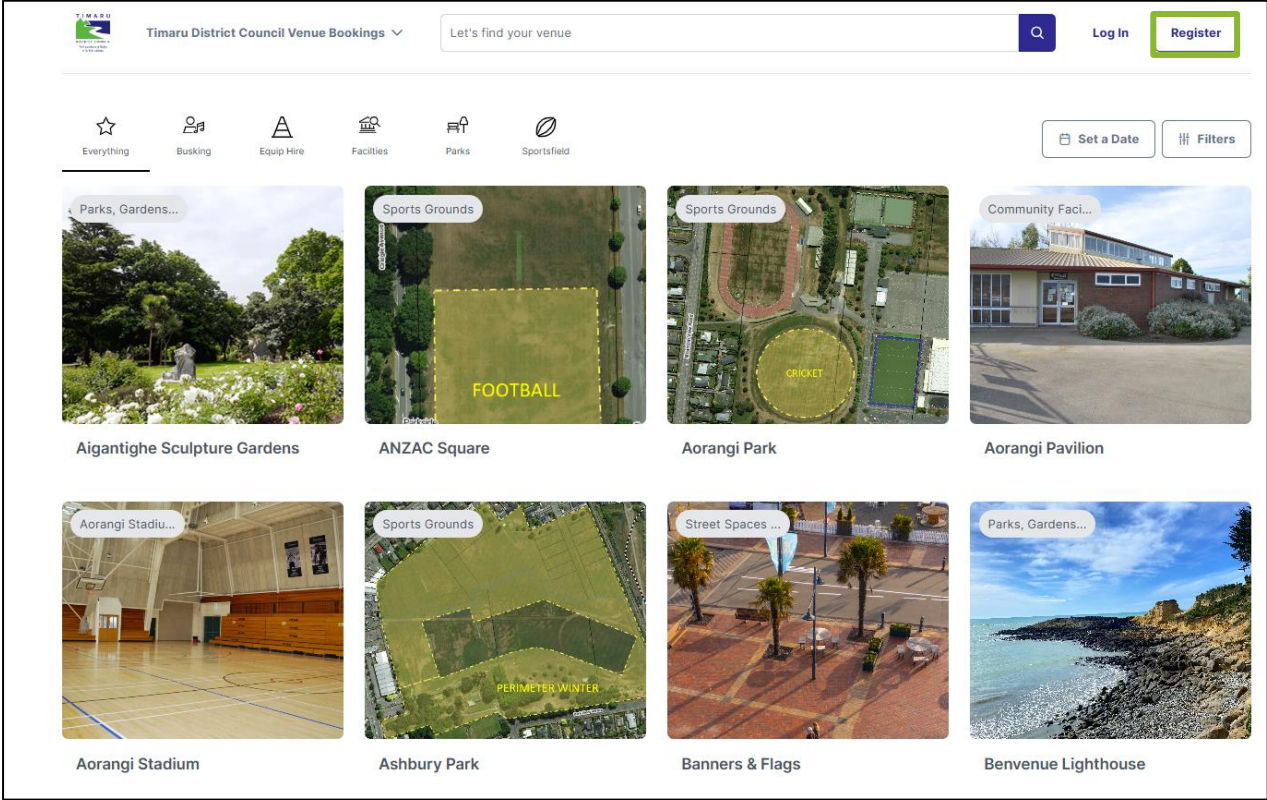 TIMARU
Timaru District Council Venue Bookings
Let's find your venue
Log In
Register
Everything
Busking
Equip Hire
Facilties
Parks
Sportsfield
Set a Date
Filters
Parks, Gardens...
Sports Grounds
Sports Grounds
Community Faci...
FOOTBALL
Parkside
CRICKET
Aigantighe Sculpture Gardens
ANZAC Square
Aorangi Park
Aorangi Pavilion
Aorangi Stadiu...
Sports Grounds
Street Spaces ...
Parks, Gardens...
PERIMETER WINTER
Aorangi Stadium
Ashbury Park
Banners & Flags
Benvenue Lighthouse